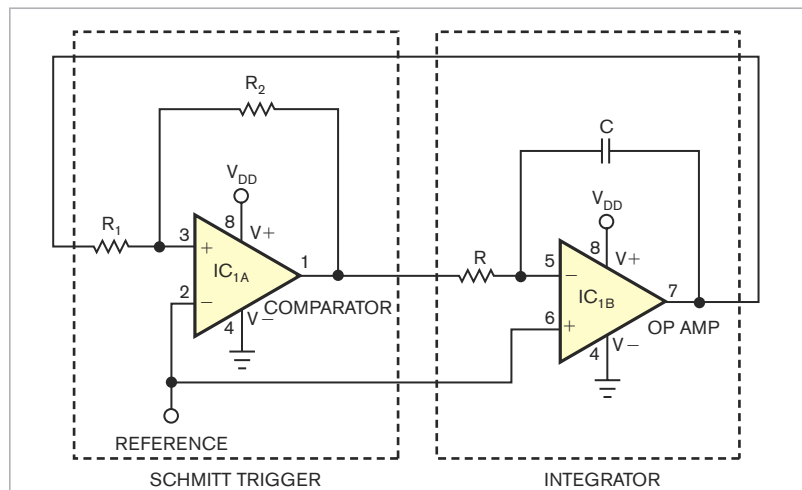 R2
C
VDD
VDD
R1
8
V+
3
+
R
8
V+
5
−
IC1A
1
IC1B
7
2
−
COMPARATOR
6
+
OP AMP
4
V−
4
V−
REFERENCE
SCHMITT TRIGGER
INTEGRATOR